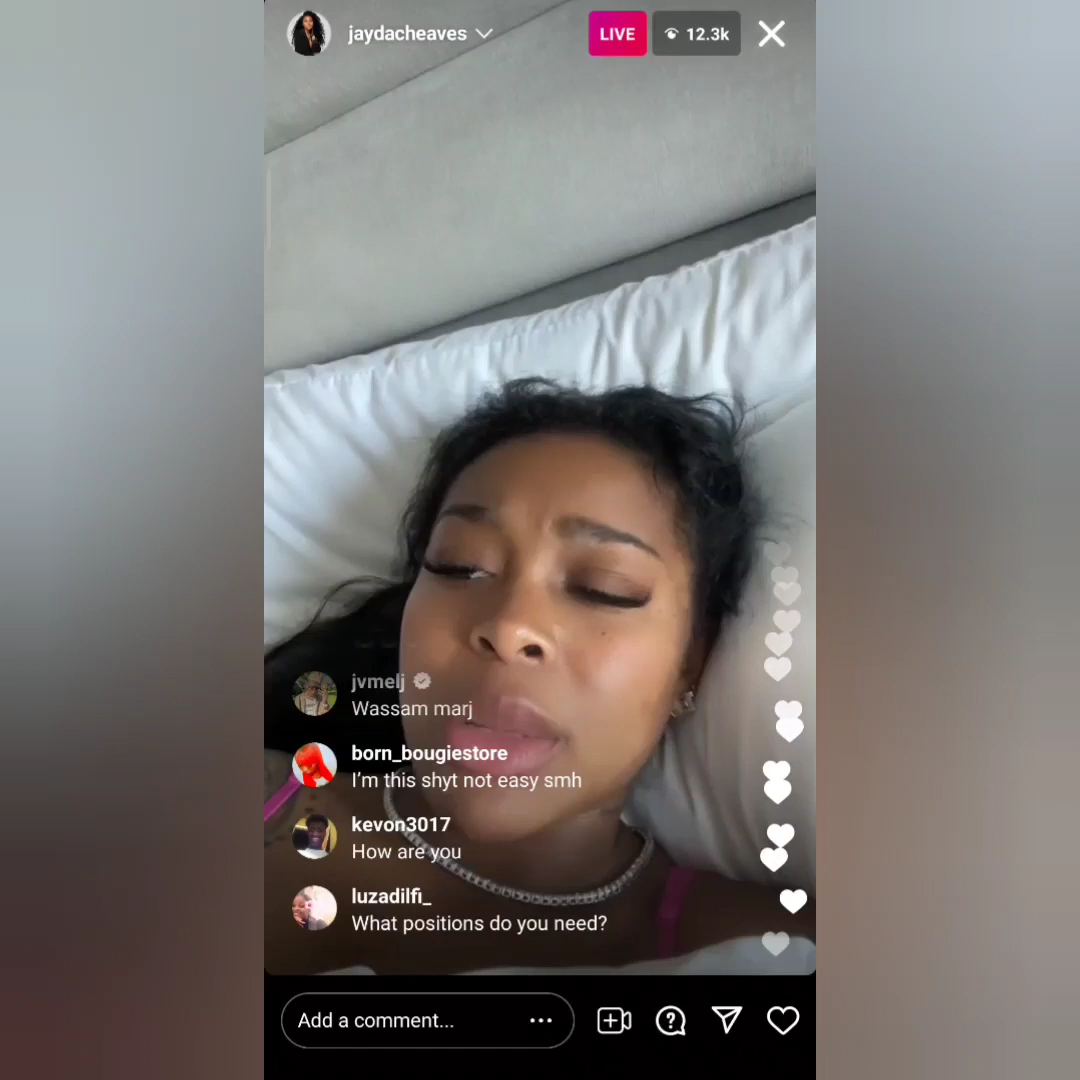 jaydacheaves
LIVE
12.3k
jvmelj
Wassam marj
born_bougiestore
I'm this shyt not easy smh
kevon3017
How are you
luzadilfi_
What positions do you need?
Add a comment...